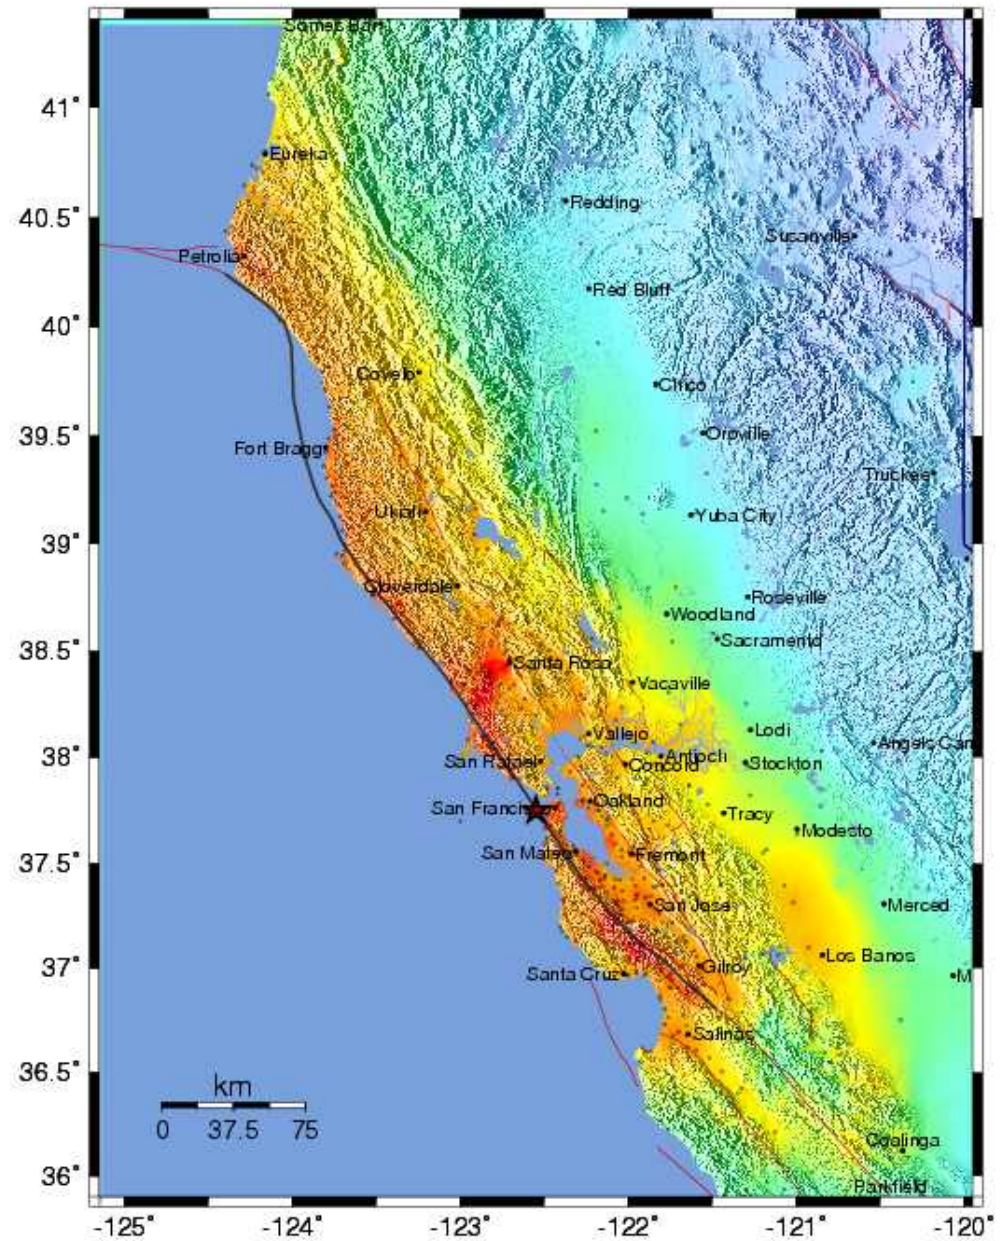 Somes Bar
41°
Eureka
40.5°
Redding
Susanville
Petrolia
Red Bluff
40°
Covelo
Chico
39.5°
Fort Bragg
Oroville
Truckee
Ukiah
Yuba City
39°
Cloverdale
Roseville
Woodland
Sacramento
38.5°
Santa Rosa
Vacaville
Vallejo
Lodi
Angels Cam
38°
San Rafael
Concord
Antioch
Stockton
San Francisco
Oakland
Tracy
Modesto
37.5°
San Mateo
Fremont
San Jose
Merced
Los Banos
37°
Santa Cruz
Gilroy
M
Salinas
36.5°
km
0 37.5 75
Coalinga
36°
Parkfield
-125° -124° -123° -122° -121° -120°